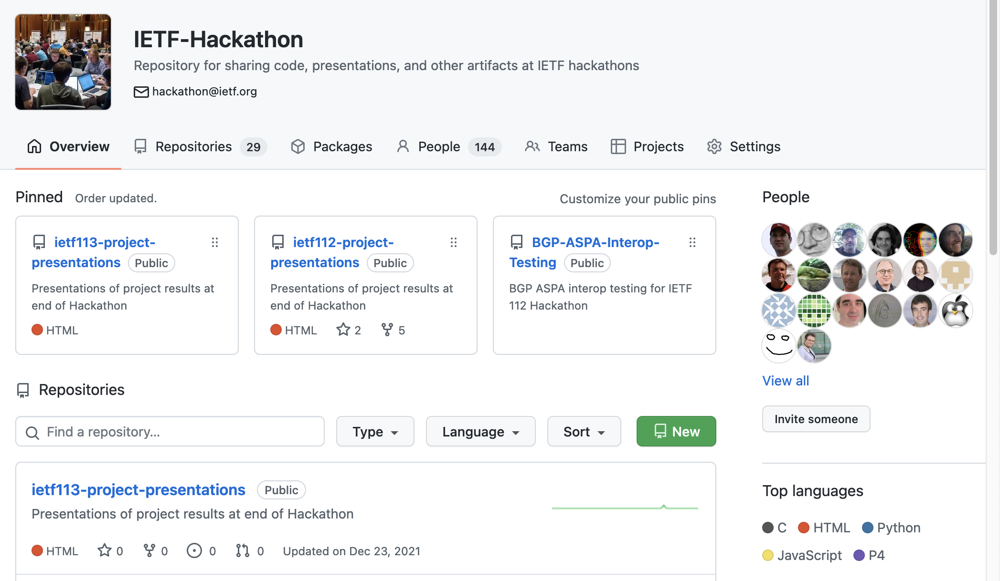 IETF-Hackathon
Repository for sharing code, presentations, and other artifacts at IETF hackathons
hackathon@ietf.org
Overview Repositories 29 Packages People 144 Teams Projects Settings
Pinned Order updated. Customize your public pins
ietf113-project-
presentations Public
Presentations of project results at
end of Hackathon
HTML
ietf112-project-
presentations Public
Presentations of project results at
end of Hackathon
HTML 2 5
BGP-ASPA-Interop-
Testing Public
BGP ASPA interop testing for IETF
112 Hackathon
Repositories
Find a repository... Type Language Sort New
ietf113-project-presentations Public
Presentations of project results at end of Hackathon
HTML 0 0 0 0 Updated on Dec 23, 2021
People
View all
Invite someone
Top languages
C HTML Python
JavaScript P4